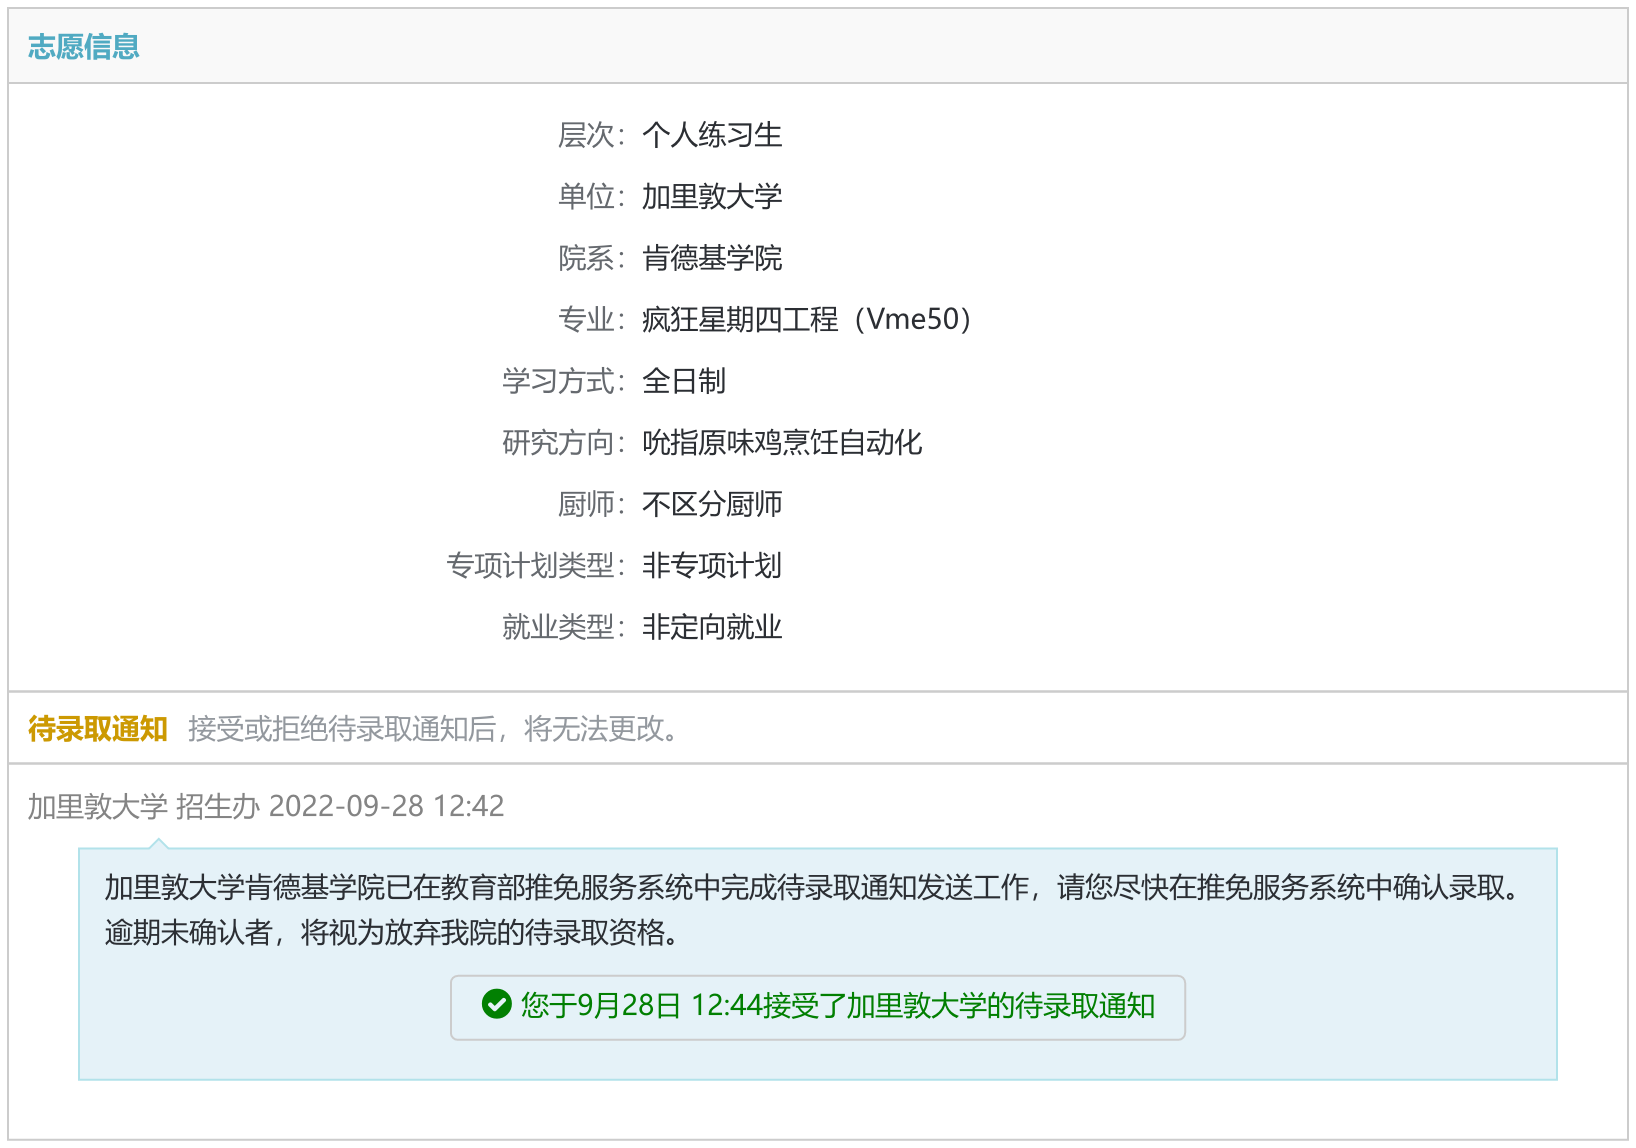 志愿信息
层次：个人练习生
单位：加里敦大学
院系：肯德基学院
专业：疯狂星期四工程（Vme50）
学习方式：全日制
研究方向：吮指原味鸡烹饪自动化
厨师：不区分厨师
专项计划类型：非专项计划
就业类型：非定向就业
待录取通知 接受或拒绝待录取通知后，将无法更改。
加里敦大学 招生办 2022-09-28 12:42
加里敦大学肯德基学院已在教育部推免服务系统中完成待录取通知发送工作，请您尽快在推免服务系统中确认录取。
逾期未确认者，将视为放弃我院的待录取资格。
您于9月28日 12:44接受了加里敦大学的待录取通知